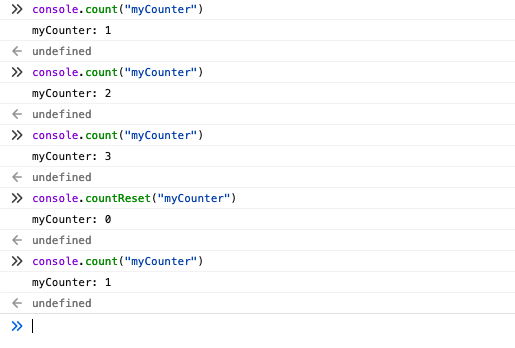 console.count("myCounter")
myCounter: 1
undefined
console.count("myCounter")
myCounter: 2
undefined
console.count("myCounter")
myCounter: 3
undefined
console.countReset("myCounter")
myCounter: 0
undefined
console.count("myCounter")
myCounter: 1
undefined